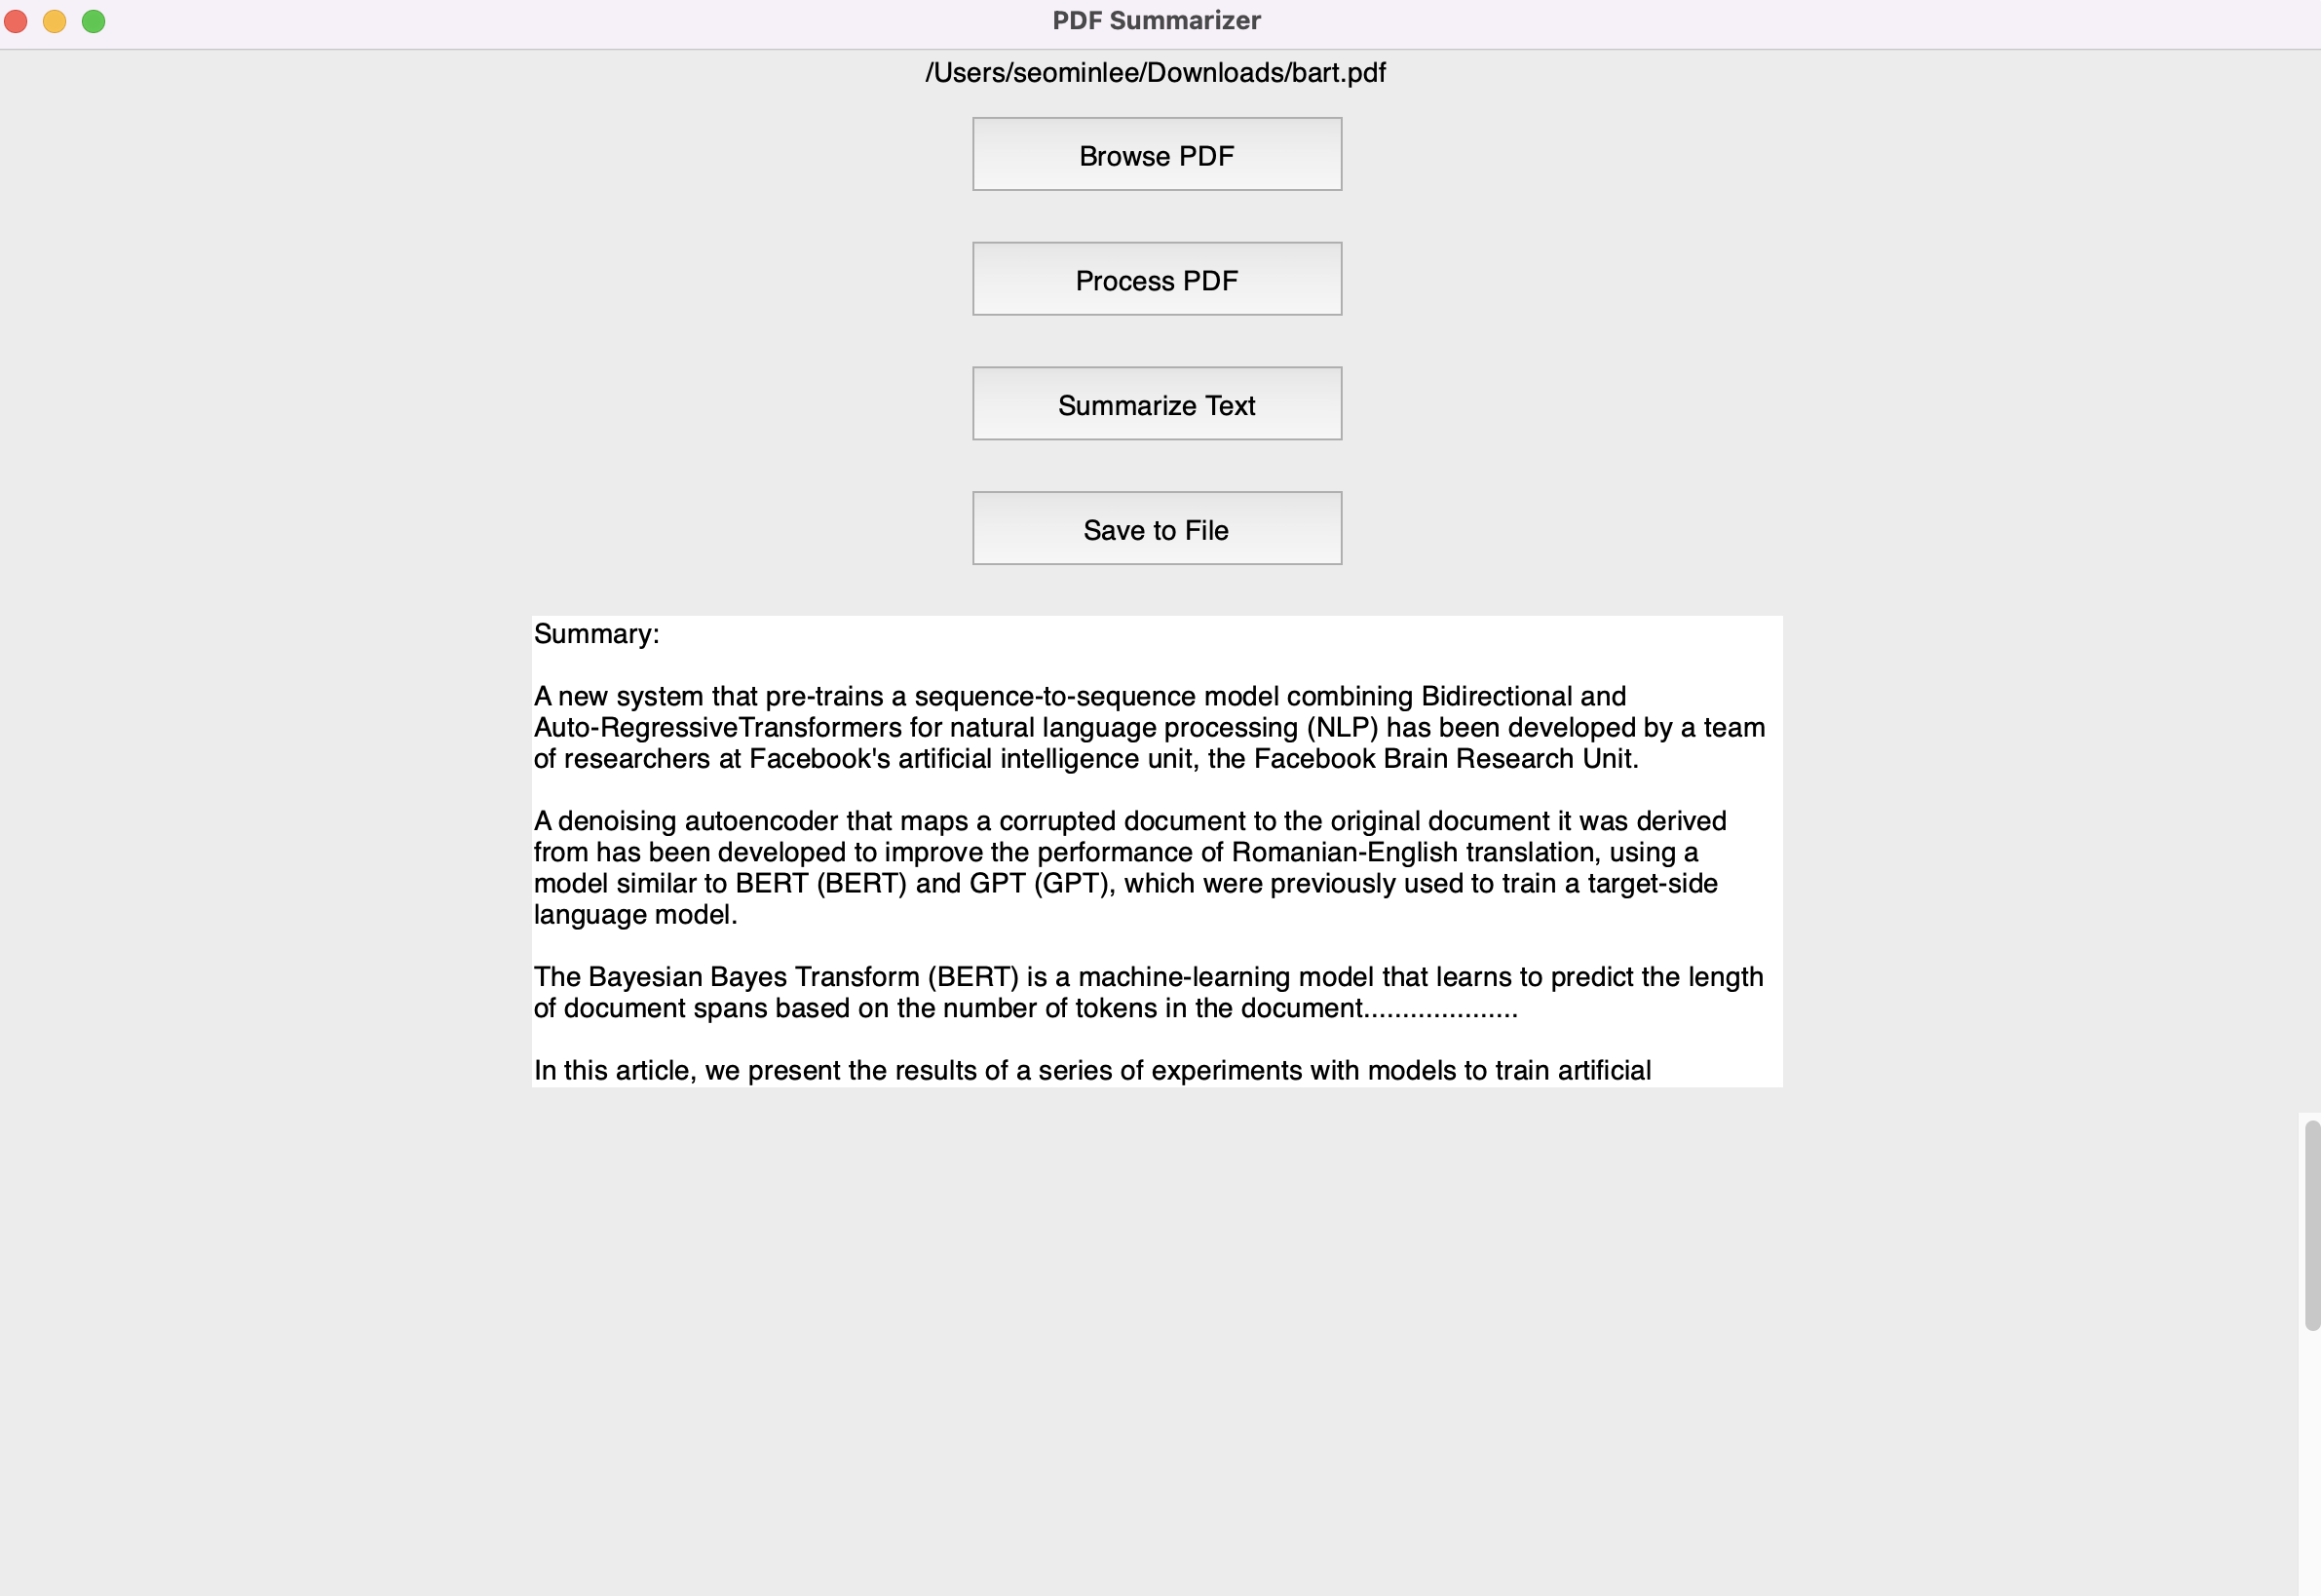 PDF Summarizer
/Users/seominlee/Downloads/bart.pdf
Browse PDF
Process PDF
Summarize Text
Save to File
Summary:
A new system that pre-trains a sequence-to-sequence model combining Bidirectional and
Auto-RegressiveTransformers for natural language processing (NLP) has been developed by a team
of researchers at Facebook's artificial intelligence unit, the Facebook Brain Research Unit.
A denoising autoencoder that maps a corrupted document to the original document it was derived
from has been developed to improve the performance of Romanian-English translation, using a
model similar to BERT (BERT) and GPT (GPT), which were previously used to train a target-side
language model.
The Bayesian Bayes Transform (BERT) is a machine-learning model that learns to predict the length
of document spans based on the number of tokens in the document....................
In this article, we present the results of a series of experiments with models to train artificial